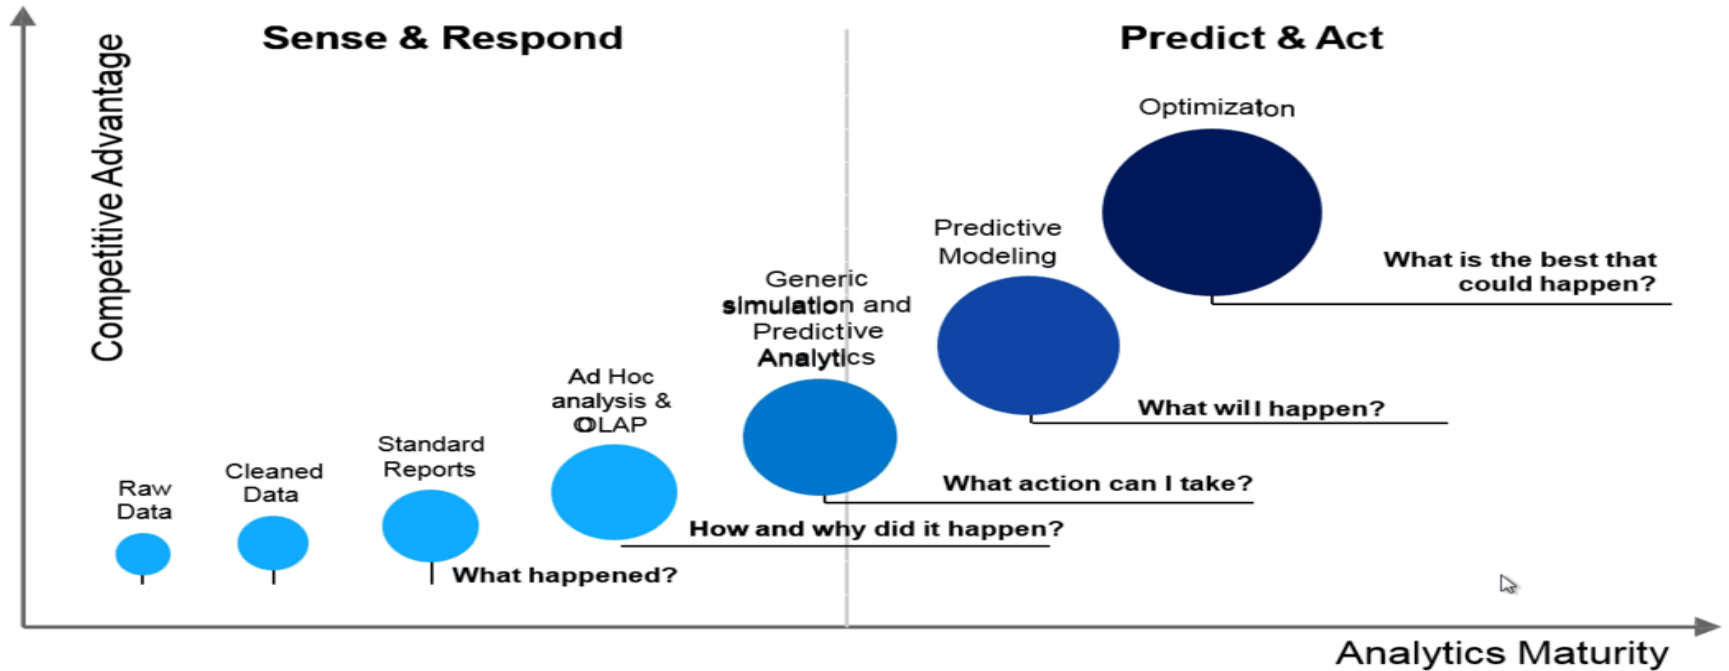 Competitive Advantage
Sense & Respond
Predict & Act
Raw
Data
Cleaned
Data
Standard
Reports
What happened?
Ad Hoc
analysis &
OLAP
How and why did it happen?
Generic
simulation and
Predictive
Analytics
What action can I take?
Predictive
Modeling
What will happen?
Optimizaton
What is the best that
could happen?
Analytics Maturity